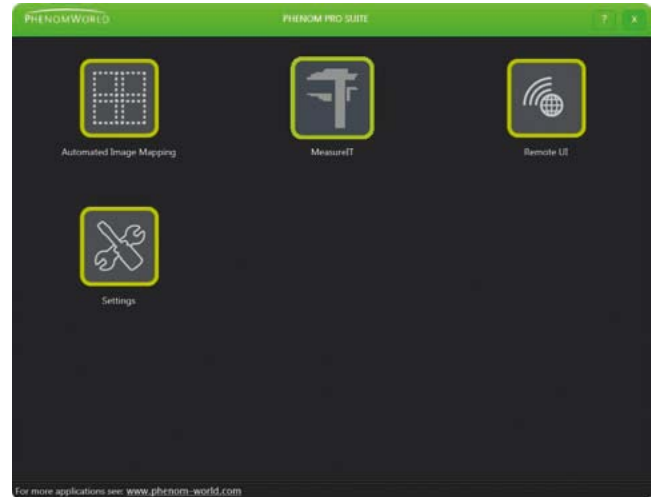 PHENOMWORLD
PHENOM PRO SUITE
? X
Automated Image Mapping
MeasureIT
Remote UI
Settings
For more applications see: www.phenom-world.com